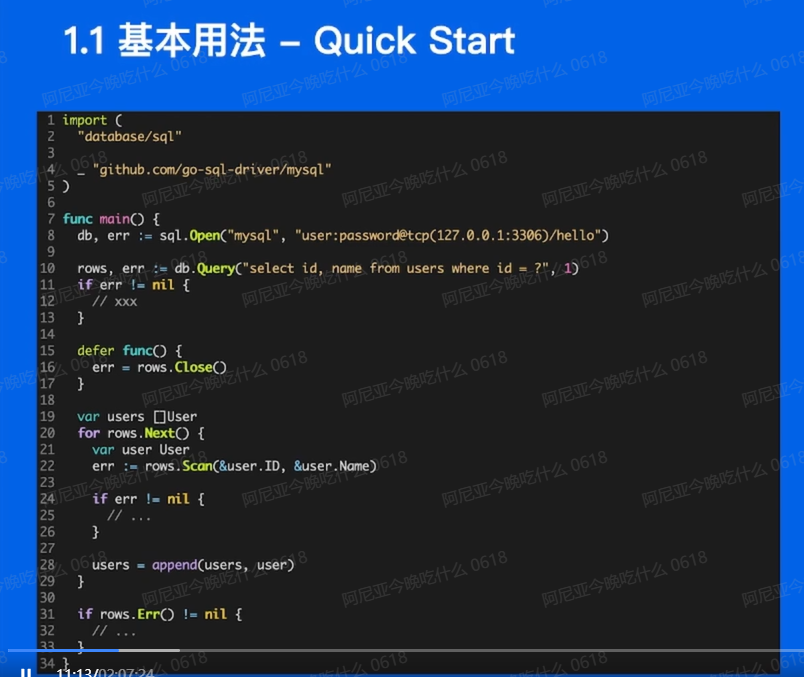 1.1 基本用法 – Quick Start
1 import (
2 "database/sql"
3
4 _ "github.com/go-sql-driver/mysql"
5 )
6
7 func main() {
8 db, err := sql.Open("mysql", "user:password@tcp(127.0.0.1:3306)/hello")
9
10 rows, err := db.Query("select id, name from users where id = ?", 1)
11 if err != nil {
12 // xxx
13 }
14
15 defer func() {
16 err = rows.Close()
17 }
18
19 var users []User
20 for rows.Next() {
21 var user User
22 err := rows.Scan(&user.ID, &user.Name)
23
24 if err != nil {
25 // ...
26 }
27
28 users = append(users, user)
29 }
30
31 if rows.Err() != nil {
32 // ...
33 }
34 }
11:13/02:07:24
阿尼亚今晚吃什么 0618